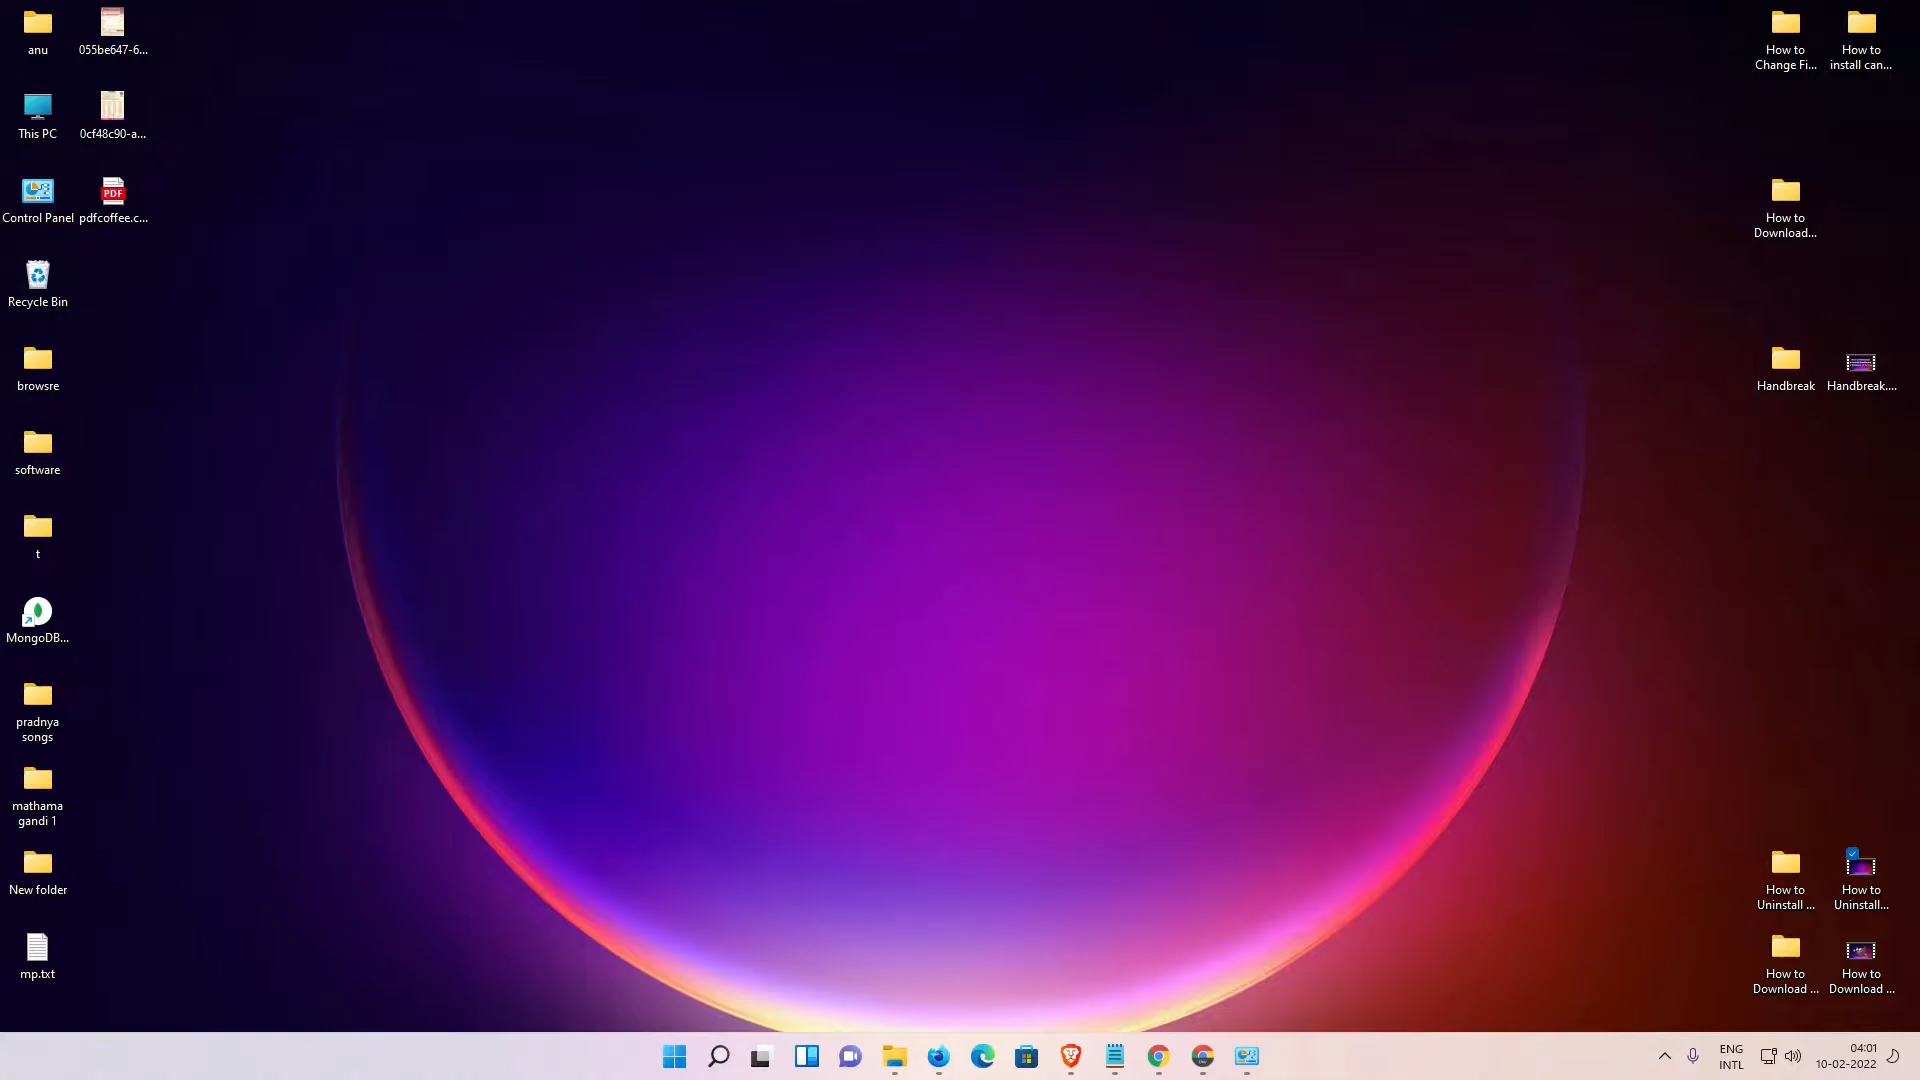 anu
055be647-6...
This PC
0cf48c90-a...
Control Panel
pdfcoffee.c...
PDF
Recycle Bin
browsre
software
t
MongoDB...
pradnya
songs
mathama
gandi 1
New folder
mp.txt
How to
Change Fi...
How to
install can...
How to
Download...
Handbreak
Handbreak....
How to
Uninstall ...
How to
Uninstall...
How to
Download ...
How to
Download ...
ENG
INTL
04:01
10-02-2022